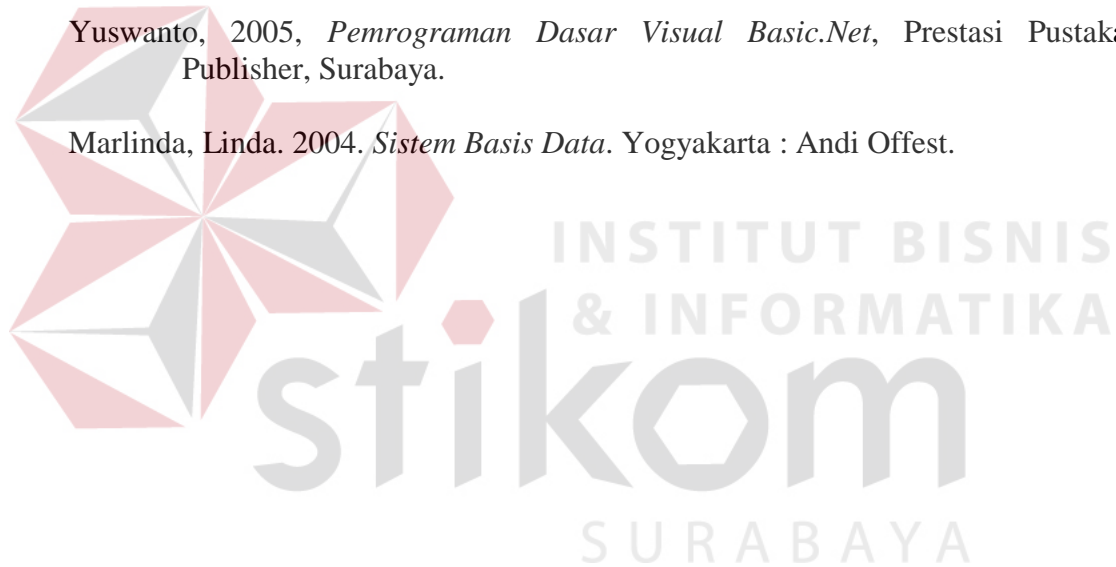 Yuswanto, 2005, Pemrograman Dasar Visual Basic.Net, Prestasi Pustaka
Publisher, Surabaya.
Marlinda, Linda. 2004. Sistem Basis Data. Yogyakarta : Andi Offest.
INSTITUT BISNIS
& INFORMATIKA
stikom
SURABAYA